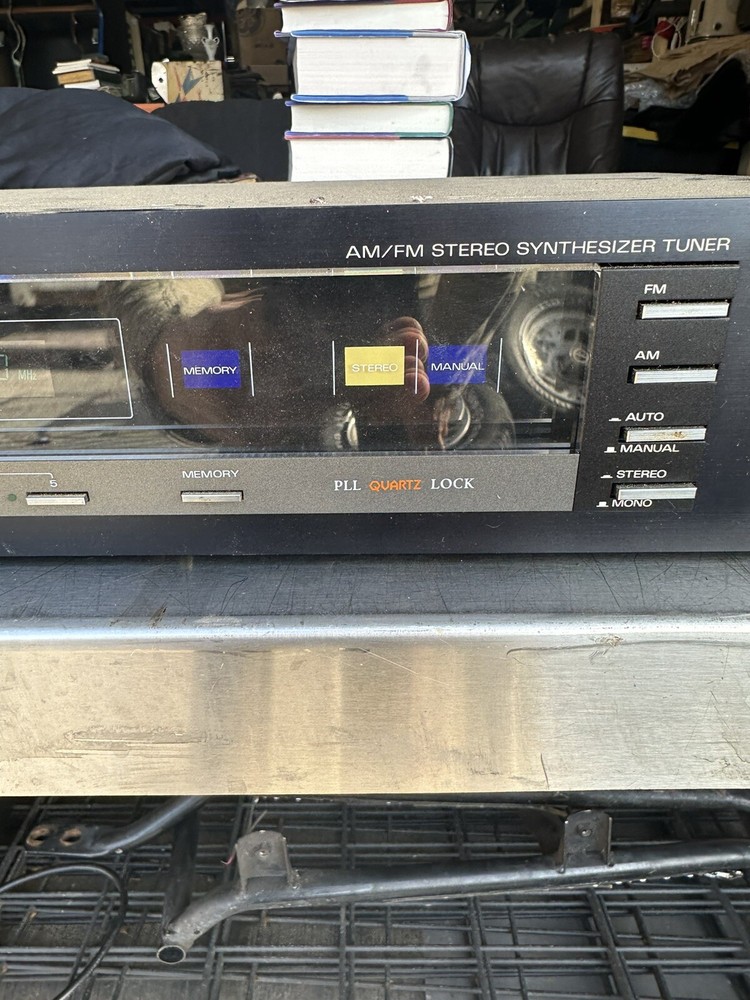 AM/FM STEREO SYNTHESIZER TUNER
FM
AM
AUTO
MANUAL
STEREO
MONO
MHz
MEMORY
STEREO
MANUAL
5
MEMORY
PLL QUARTZ LOCK